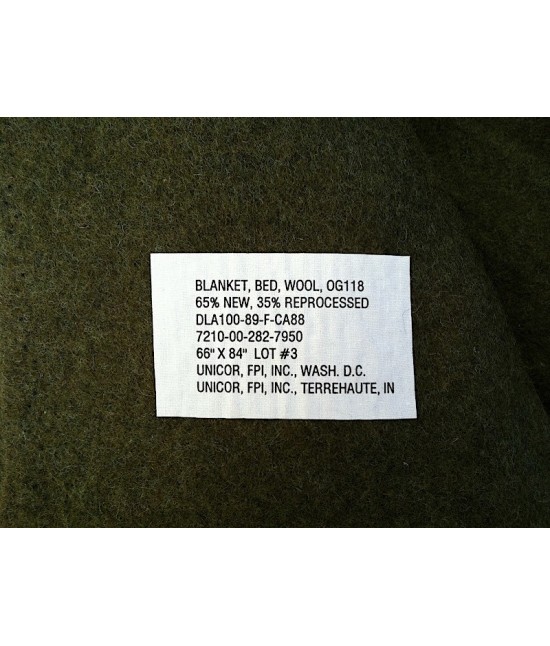 BLANKET, BED, WOOL, OG118
65% NEW, 35% REPROCESSED
DLA100-89-F-CA88
7210-00-282-7950
66" X 84" LOT #3
UNICOR, FPI, INC., WASH. D.C.
UNICOR, FPI, INC., TERREHAUTE, IN